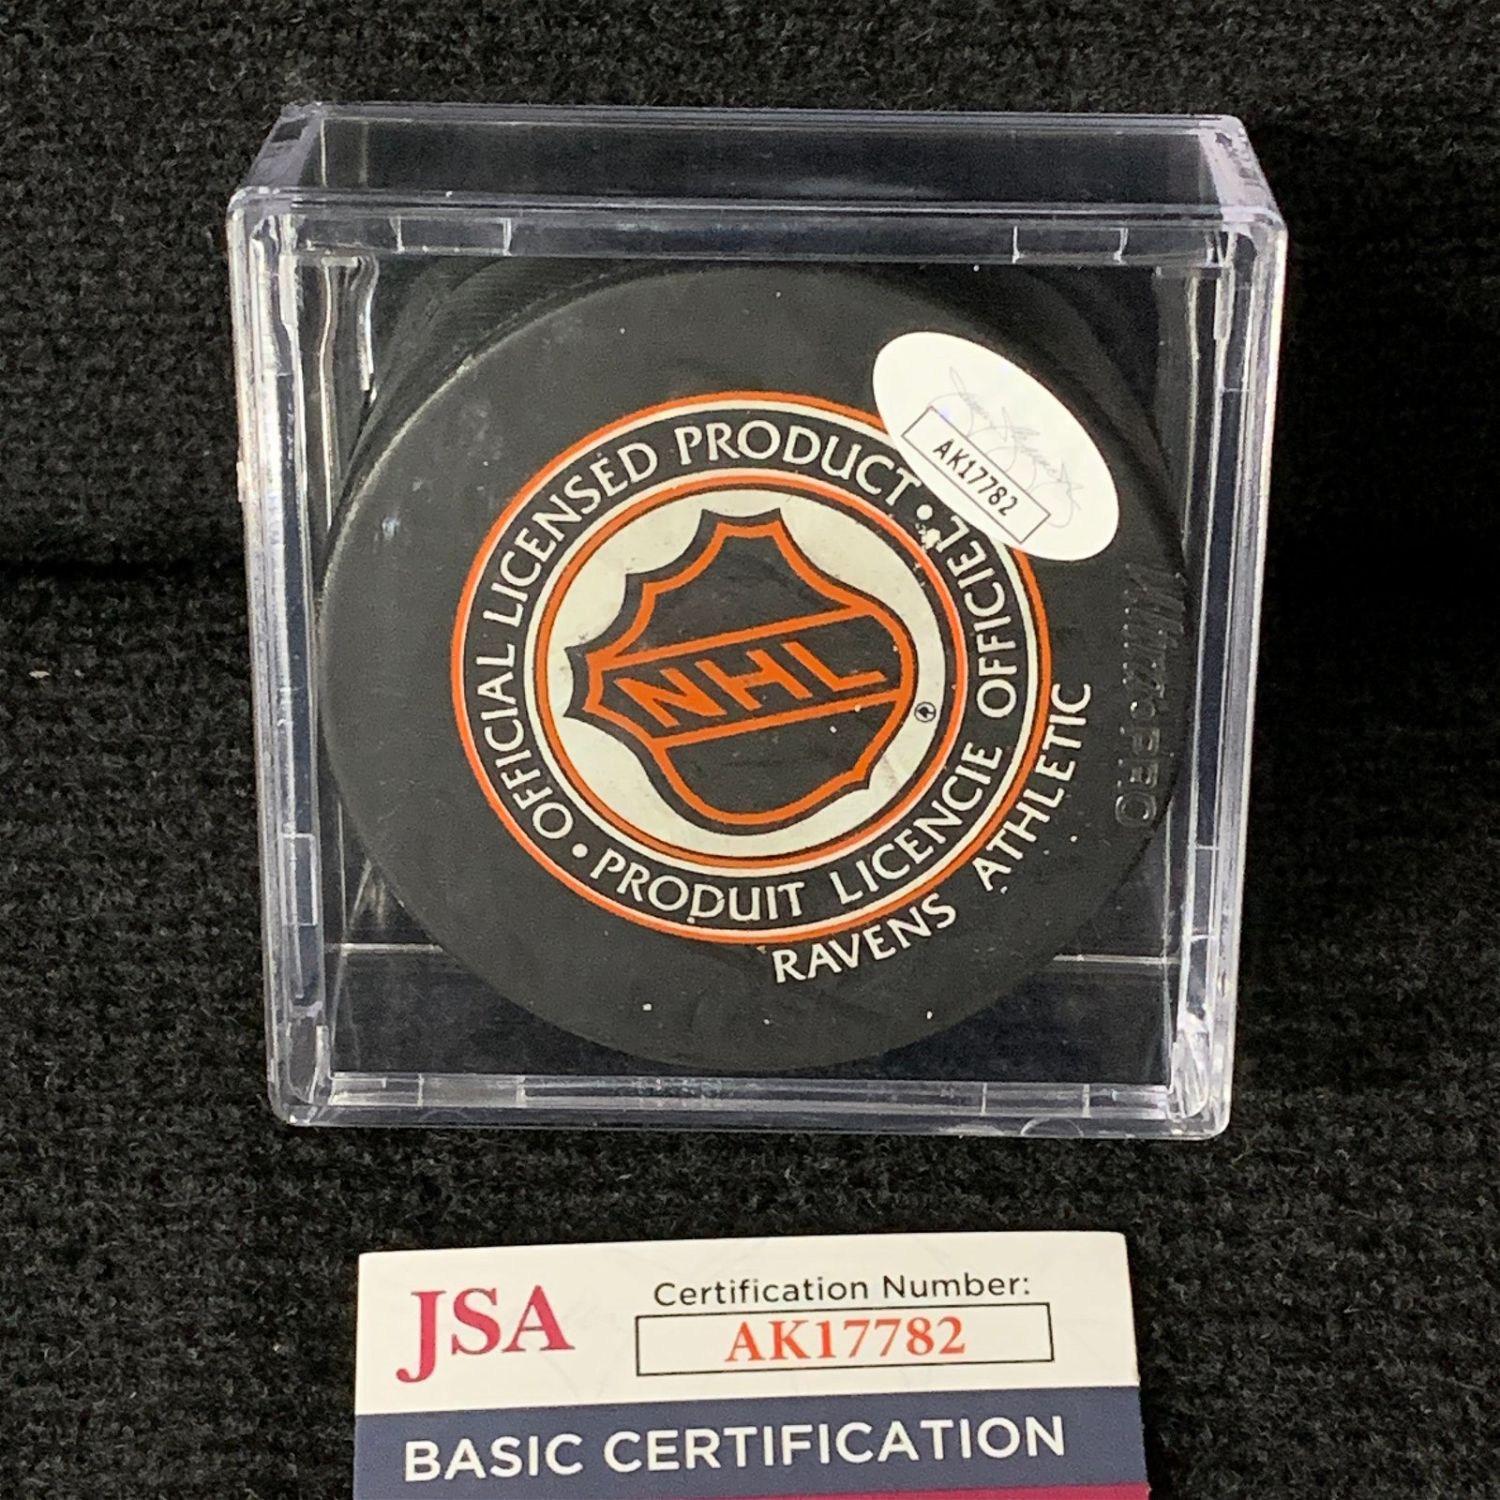 OFFICIAL LICENSED PRODUCT •
PRODUIT LICENCIE OFFICIEL •
NHL
RAVENS ATHLETIC
AK17782
JSA
Certification Number:
AK17782
BASIC CERTIFICATION